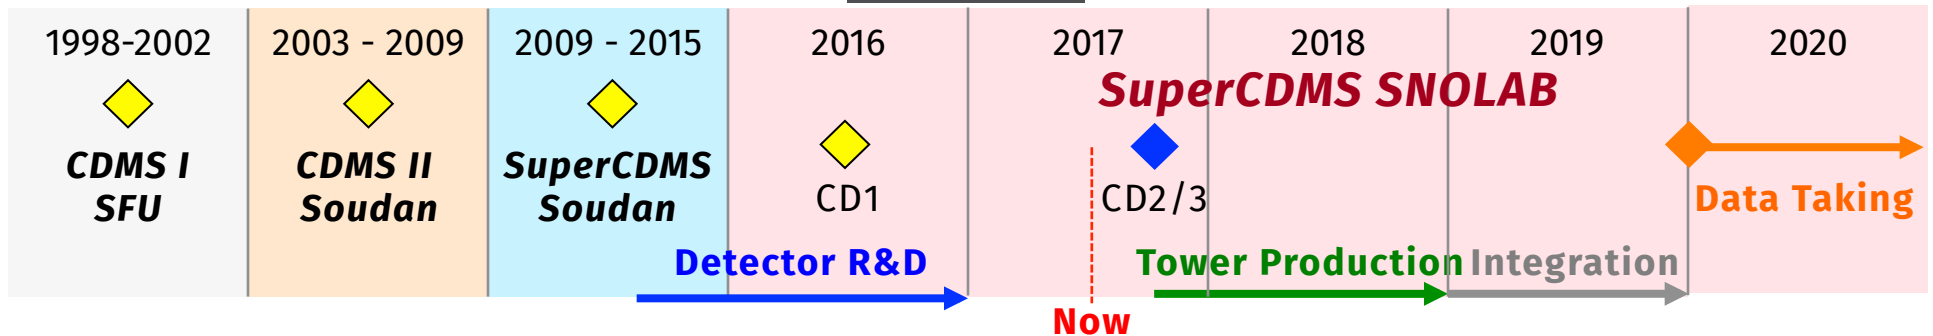 1998-2002
2003 - 2009
2009 - 2015
2016
2017
2018
2019
2020
SuperCDMS SNOLAB
CDMS I
SFU
CDMS II
Soudan
SuperCDMS
Soudan
CD1
CD2/3
Data Taking
Detector R&D
Tower Production
Integration
Now